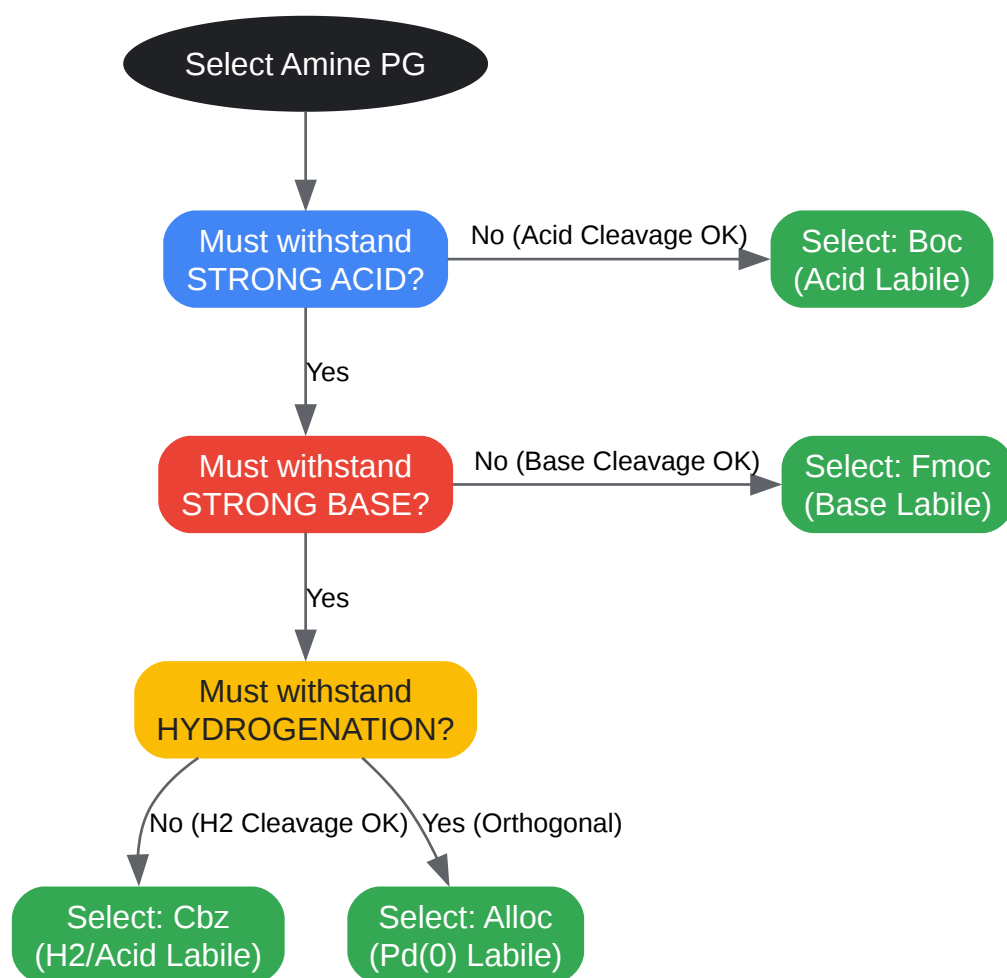 Select Amine PG
Must withstand
STRONG ACID?
No (Acid Cleavage OK)
Select: Boc
(Acid Labile)
Yes
Must withstand
STRONG BASE?
No (Base Cleavage OK)
Select: Fmoc
(Base Labile)
Yes
Must withstand
HYDROGENATION?
No (H2 Cleavage OK)
Yes (Orthogonal)
Select: Cbz
(H2/Acid Labile)
Select: Alloc
(Pd(0) Labile)